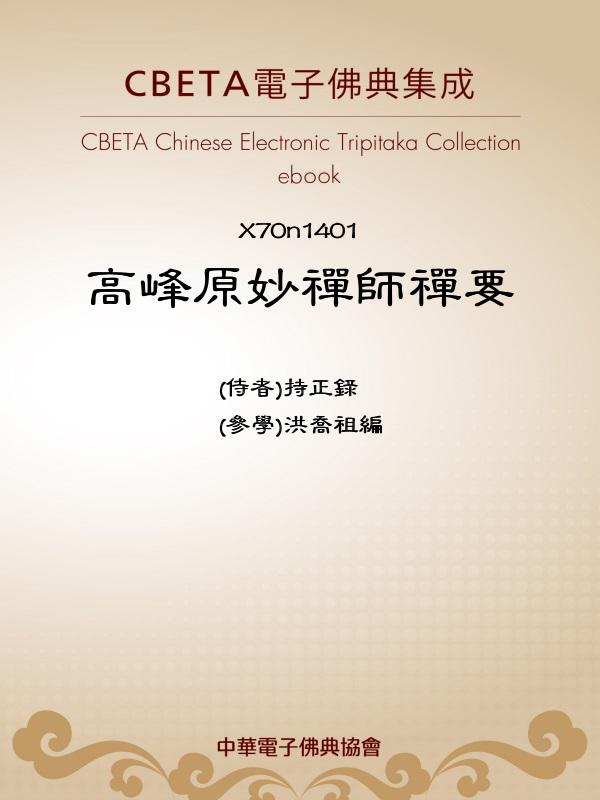 CBETA電子佛典集成
CBETA Chinese Electronic Tripitaka Collection
ebook
X70n1401
高峰原妙禪師禪要
(侍者)持正錄
(參學)洪喬祖編
中華電子佛典協會